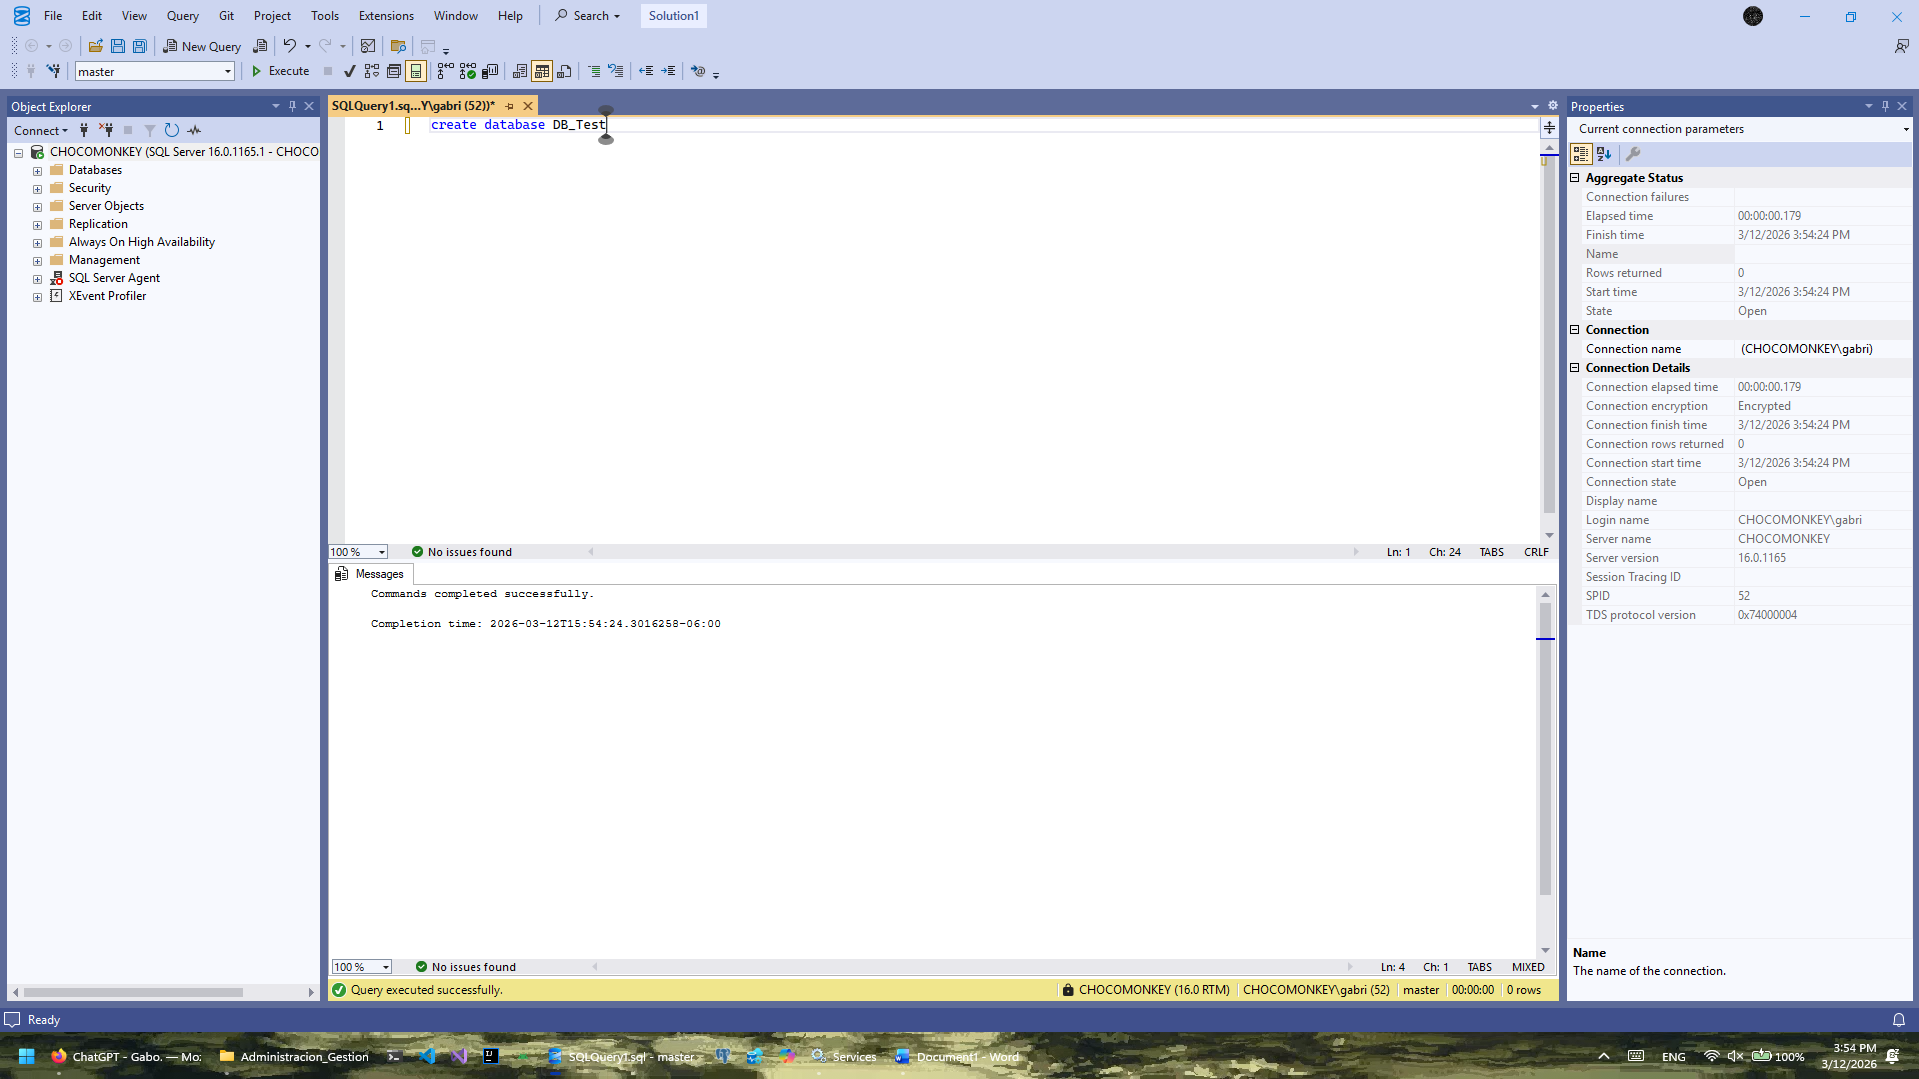 File Edit View Query Git Project Tools Extensions Window Help Search Solution1
New Query
master Execute
Object Explorer
Connect
CHOCOMONKEY (SQL Server 16.0.1165.1 - CHOCO
Databases
Security
Server Objects
Replication
Always On High Availability
Management
SQL Server Agent
XEvent Profiler
SQLQuery1.sq...Y\gabri (52))*
1 create database DB_Test
100 % No issues found Ln: 1 Ch: 24 TABS CRLF
Messages
Commands completed successfully.
Completion time: 2026-03-12T15:54:24.3016258-06:00
100 % No issues found Ln: 4 Ch: 1 TABS MIXED
Query executed successfully. CHOCOMONKEY (16.0 RTM) CHOCOMONKEY\gabri (52) master 00:00:00 0 rows
Properties
Current connection parameters
Aggregate Status
Connection failures
Elapsed time 00:00:00.179
Finish time 3/12/2026 3:54:24 PM
Name
Rows returned 0
Start time 3/12/2026 3:54:24 PM
State Open
Connection
Connection name (CHOCOMONKEY\gabri)
Connection Details
Connection elapsed time 00:00:00.179
Connection encryption Encrypted
Connection finish time 3/12/2026 3:54:24 PM
Connection rows returned 0
Connection start time 3/12/2026 3:54:24 PM
Connection state Open
Display name
Login name CHOCOMONKEY\gabri
Server name CHOCOMONKEY
Server version 16.0.1165
Session Tracing ID
SPID 52
TDS protocol version 0x74000004
Name
The name of the connection.
Ready
ChatGPT - Gabo. — Mo: Administracion_Gestion SQLQuery1.sql - master Services Document1 - Word ENG 100% 3:54 PM
3/12/2026